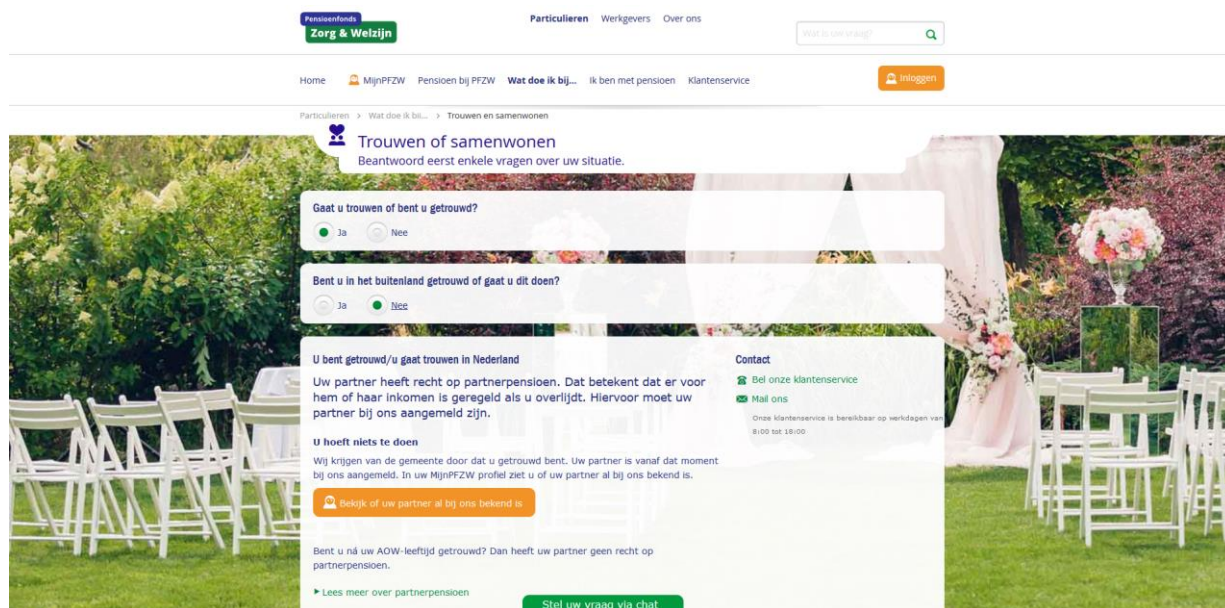 Pensioenfonds
Zorg & Welzijn
Particulieren Werkgevers Over ons
Wat is uw vraag?
Home MijnPFZW Pensioen bij PFZW Wat doe ik bij... Ik ben met pensioen Klantenservice
Inloggen
Particulieren > Wat doe ik bij... > Trouwen en samenwonen
Trouwen of samenwonen
Beantwoord eerst enkele vragen over uw situatie.
Gaat u trouwen of bent u getrouwd?
Ja Nee
Bent u in het buitenland getrouwd of gaat u dit doen?
Ja Nee
U bent getrouwd/u gaat trouwen in Nederland
Uw partner heeft recht op partnerpensioen. Dat betekent dat er voor
hem of haar inkomen is geregeld als u overlijdt. Hiervoor moet uw
partner bij ons aangemeld zijn.
U hoeft niets te doen
Wij krijgen van de gemeente door dat u getrouwd bent. Uw partner is vanaf dat moment
bij ons aangemeld. In uw MijnPFZW profiel ziet u of uw partner al bij ons bekend is.
Bekijk of uw partner al bij ons bekend is
Bent u ná uw AOW-leeftijd getrouwd? Dan heeft uw partner geen recht op
partnerpensioen.
Lees meer over partnerpensioen
Contact
Bel onze klantenservice
Mail ons
Onze klantenservice is bereikbaar op werkdagen van
8:00 tot 18:00
Stel uw vraag via chat